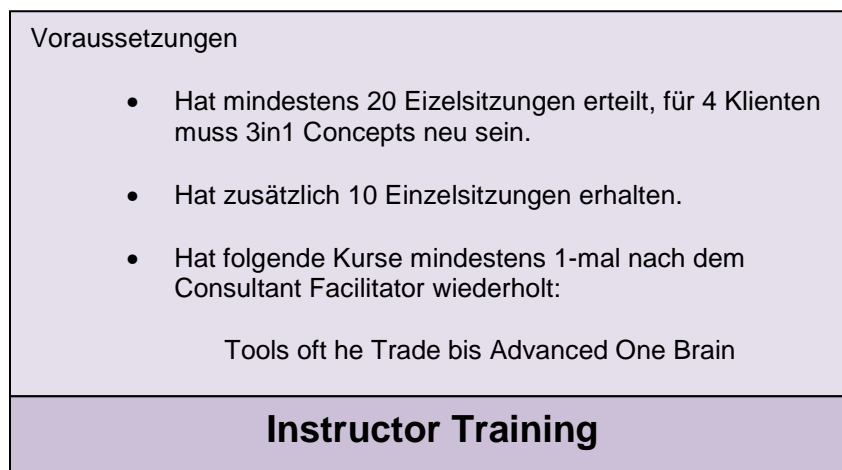 Voraussetzungen
• Hat mindestens 20 Eizelsitzungen erteilt, für 4 Klienten
muss 3in1 Concepts neu sein.
• Hat zusätzlich 10 Einzelsitzungen erhalten.
• Hat folgende Kurse mindestens 1-mal nach dem
Consultant Facilitator wiederholt:
Tools oft he Trade bis Advanced One Brain
Instructor Training